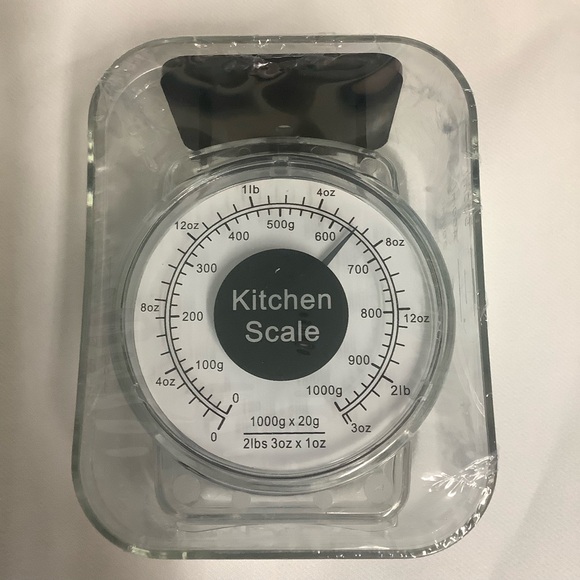 1lb
4oz
12oz
500g
8oz
400
600
300
700
8oz
200
Kitchen
800
12oz
Scale
100g
900
4oz
1000g
2lb
0
1000g x 20g
3oz
0
2lbs 3oz x 1oz